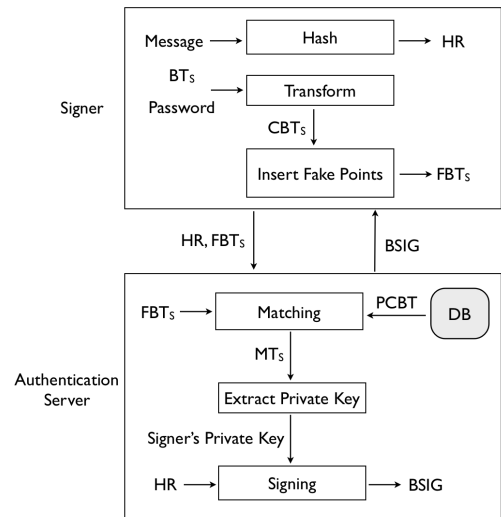 Message
Hash
HR
BTs
Signer
Password
Transform
CBTs
Insert Fake Points
FBTs
HR, FBTs
BSIG
FBTs
Matching
PCBT
DB
MTs
Authentication
Server
Extract Private Key
Signer's Private Key
HR
Signing
BSIG